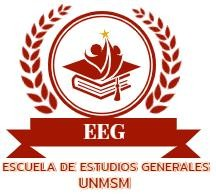 EEG
ESCUELA DE ESTUDIOS GENERALES
UNMSM